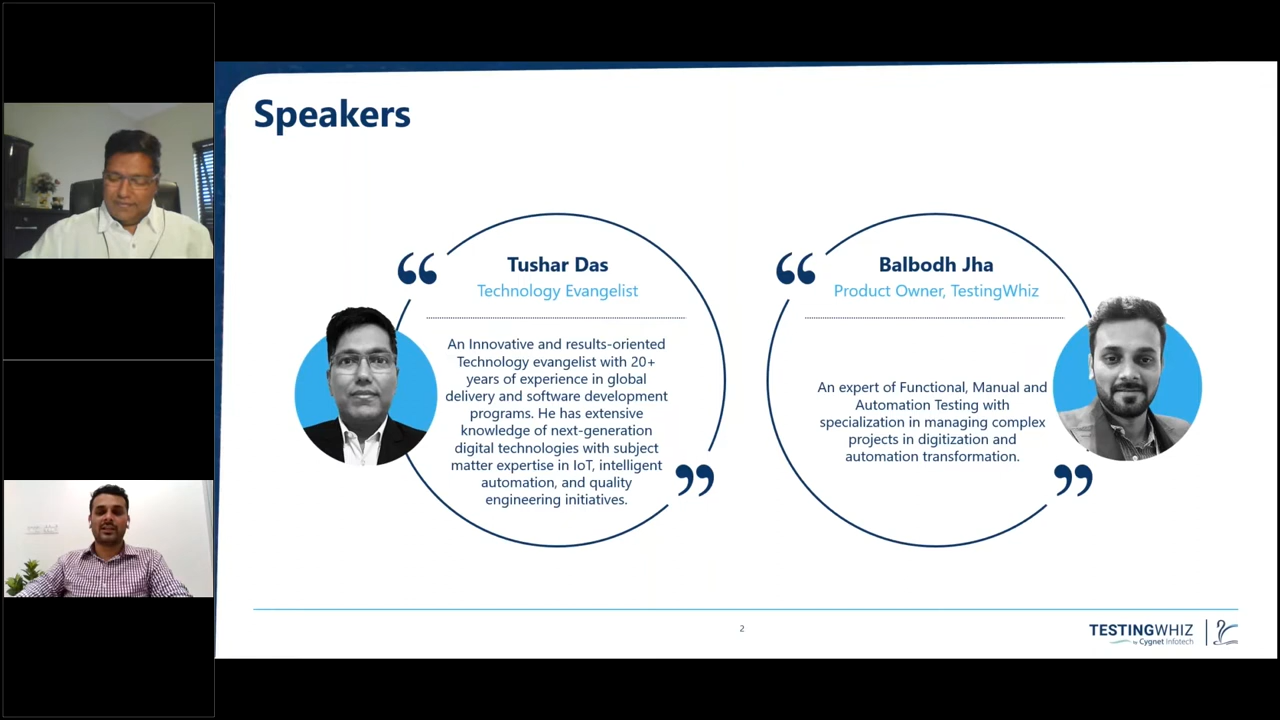 Speakers
“
Tushar Das
Technology Evangelist
An Innovative and results-oriented
Technology evangelist with 20+
years of experience in global
delivery and software development
programs. He has extensive
knowledge of next-generation
digital technologies with subject
matter expertise in IoT, intelligent
automation, and quality
engineering initiatives.
”
“
Balbodh Jha
Product Owner, TestingWhiz
An expert of Functional, Manual and
Automation Testing with
specialization in managing complex
projects in digitization and
automation transformation.
”
2
TESTINGWHIZ
by Cygnet Infotech